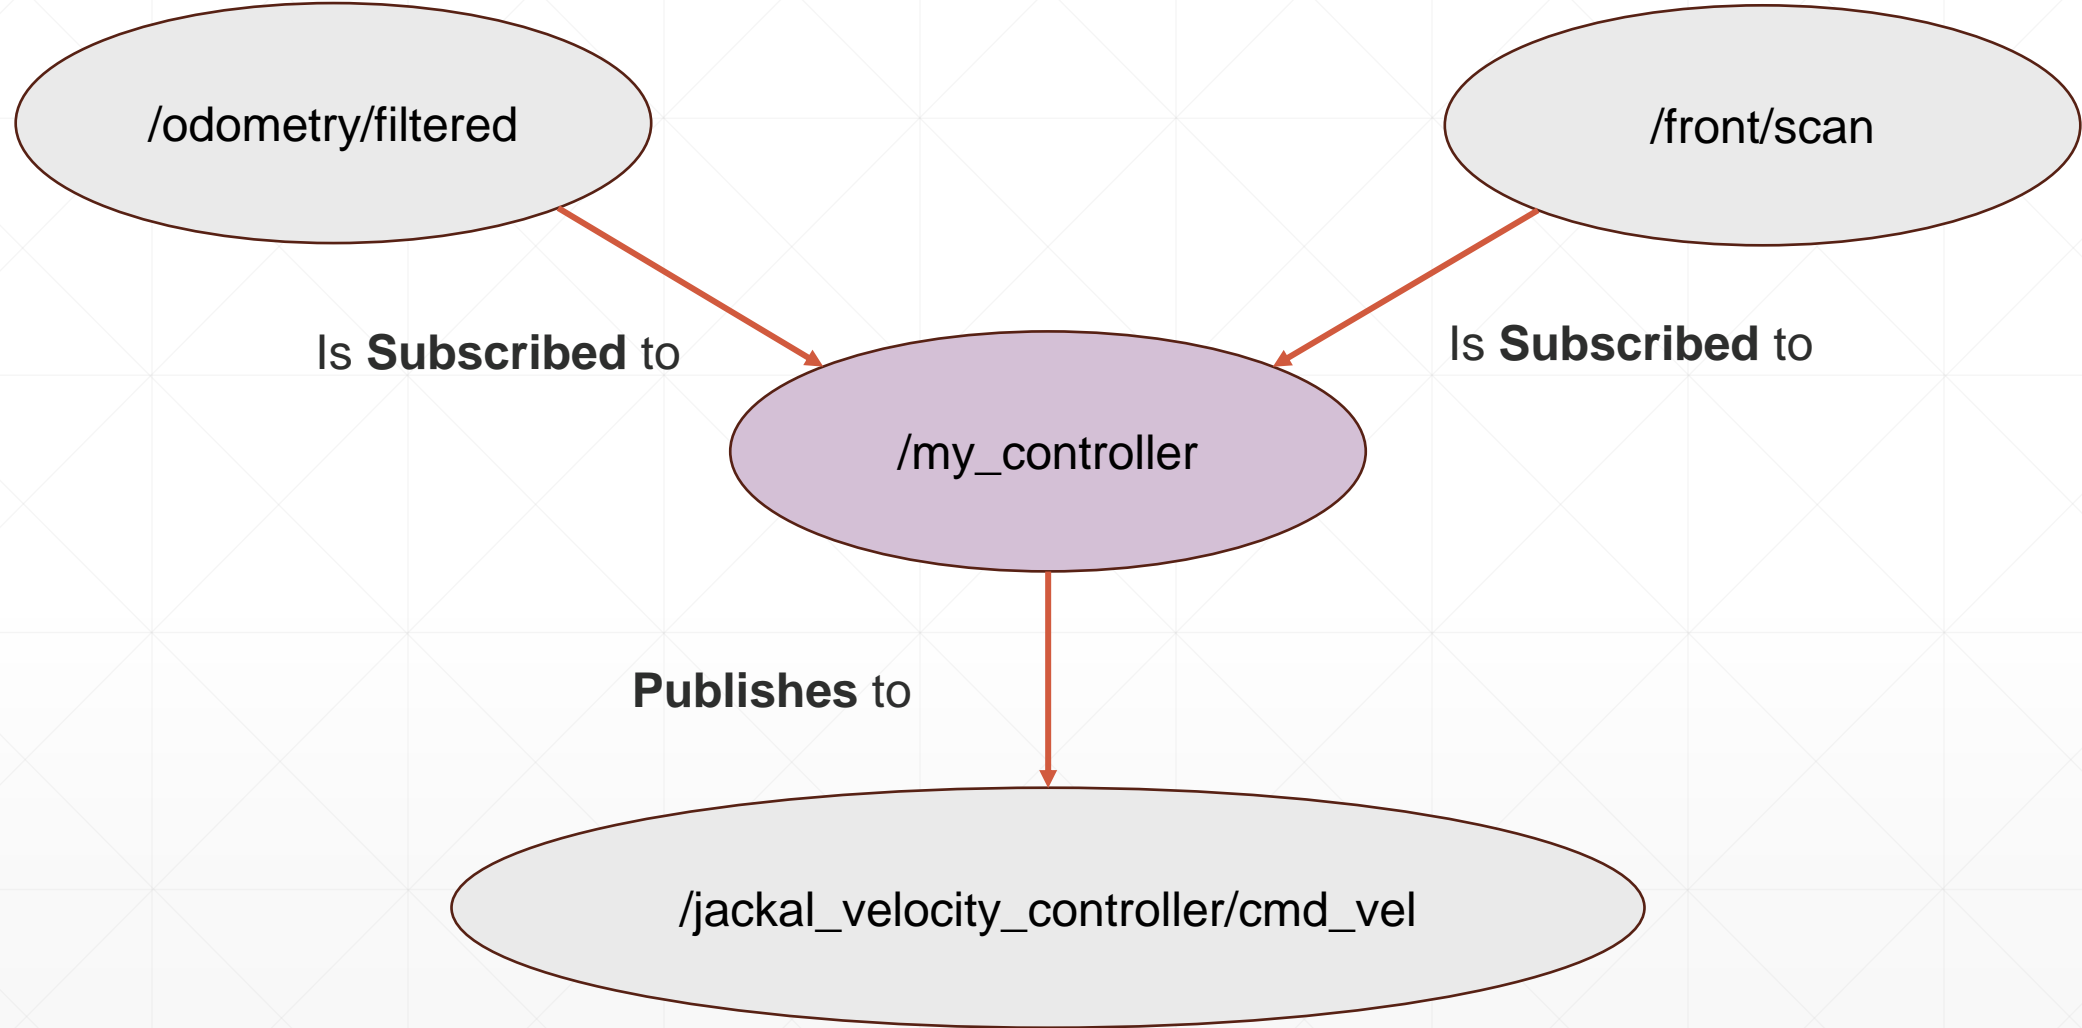 /odometry/filtered
/front/scan
Is Subscribed to
Is Subscribed to
/my_controller
Publishes to
/jackal_velocity_controller/cmd_vel